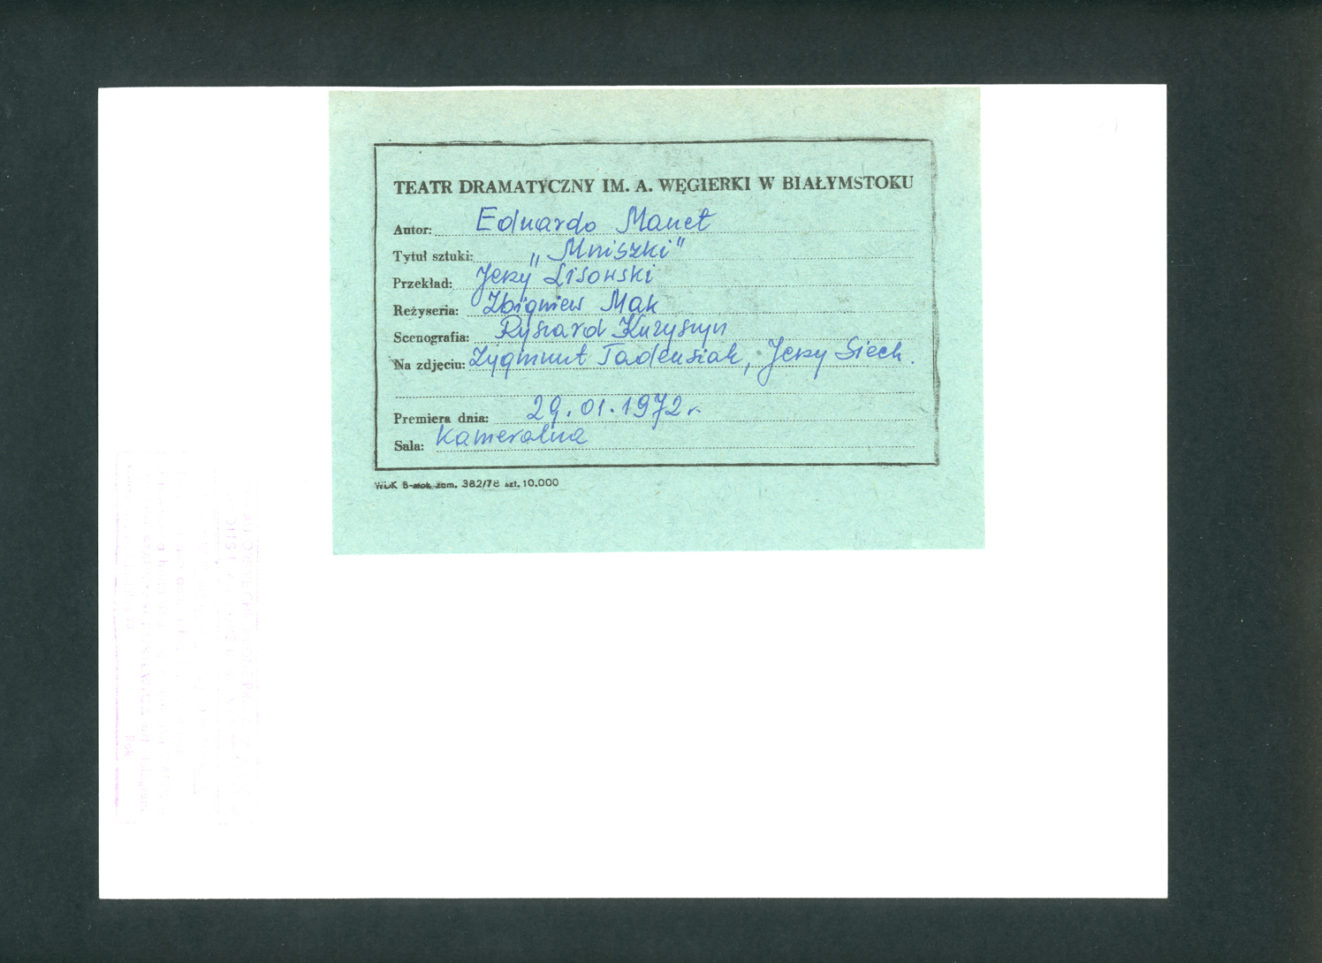 TEATR DRAMATYCZNY IM. A. WĘGIERKI W BIAŁYMSTOKU
Autor: Eduardo Manet
Tytuł sztuki: „Mniszki"
Przekład: Jerzy Lisowski
Reżyseria: Zbigniew Mak
Scenografia: Ryszard Kuzyszyn
Na zdjęciu: Zygmunt Tadeusiak, Jerzy Siech.
Premiera dnia: 29.01.1972 r
Sala: Kameralna
WDK B-stok zam. 382/78 szt. 10.000